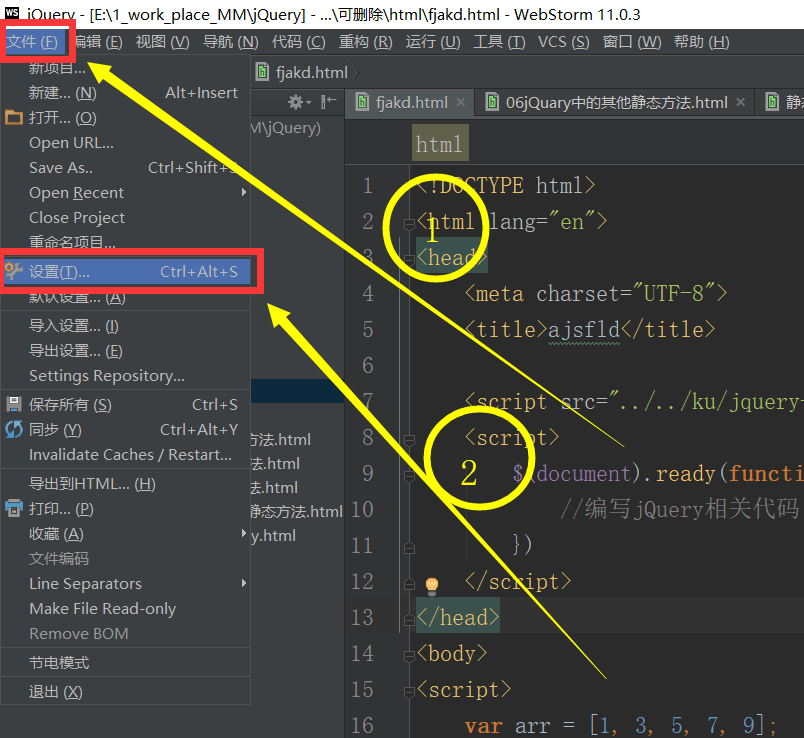 jQuery - [E:\1_work_place_MM\jQuery] - ...\可删除\html\fjakd.html - WebStorm 11.0.3
文件 (F) 编辑 (E) 视图 (V) 导航 (N) 代码 (C) 重构 (R) 运行 (U) 工具 (T) VCS (S) 窗口 (W) 帮助 (H)
新项目...
新建... (N) Alt+Insert
打开... (O)
Open URL...
Save As.. Ctrl+Shift+S
Open Recent
Close Project
重命名项目...
设置(T)... Ctrl+Alt+S
默认设置... (A)
导入设置... (I)
导出设置... (E)
Settings Repository...
保存所有 (S) Ctrl+S
同步 (Y) Ctrl+Alt+Y
Invalidate Caches / Restart...
导出到HTML... (H)
打印... (P)
收藏 (A)
文件编码
Line Separators
Make File Read-only
Remove BOM
节电模式
退出 (X)
fjakd.html
M\jQuery)
方法.html
法.html
法.html
静态方法.html
y.html
fjakd.html 06jQuary中的其他静态方法.html 静
html
1 <!DOCTYPE html>
2 <html lang="en">
3 <head>
4 <meta charset="UTF-8">
5 <title>ajsfld</title>
6
7 <script src="../../ku/jquery-
8 <script>
9 $(document).ready(functi
10 //编写jQuery相关代码
11 })
12 </script>
13 </head>
14 <body>
15 <script>
16 var arr = [1, 3, 5, 7, 9];
1
2